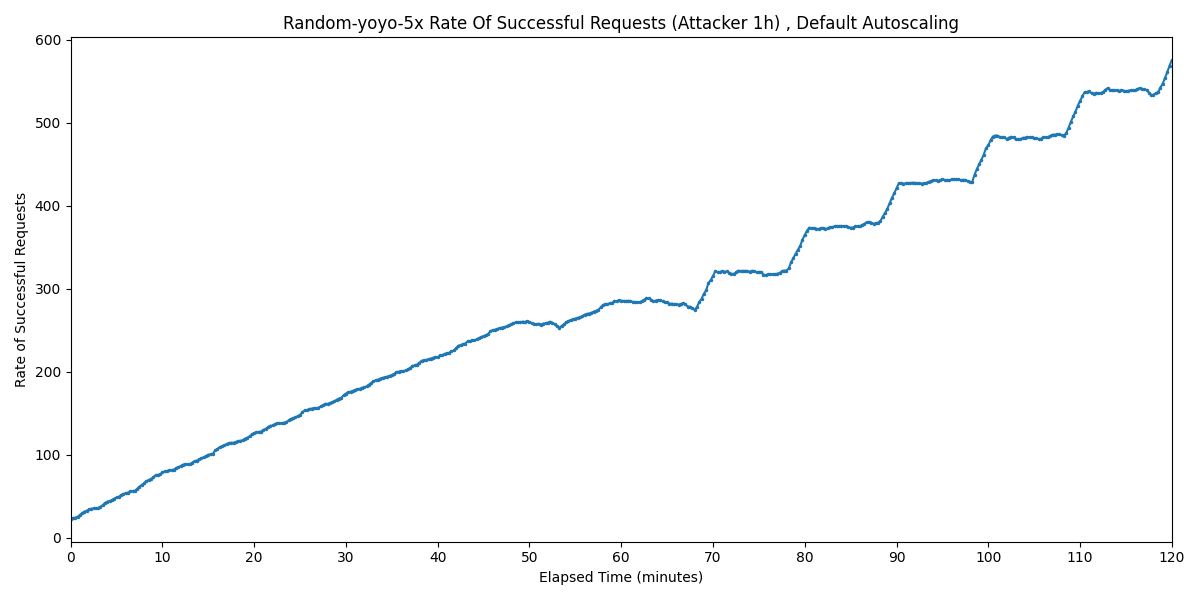 Random-yoyo-5x Rate Of Successful Requests (Attacker 1h) , Default Autoscaling
Rate of Successful Requests
600
500
400
300
200
100
0
0 10 20 30 40 50 60 70 80 90 100 110 120
Elapsed Time (minutes)